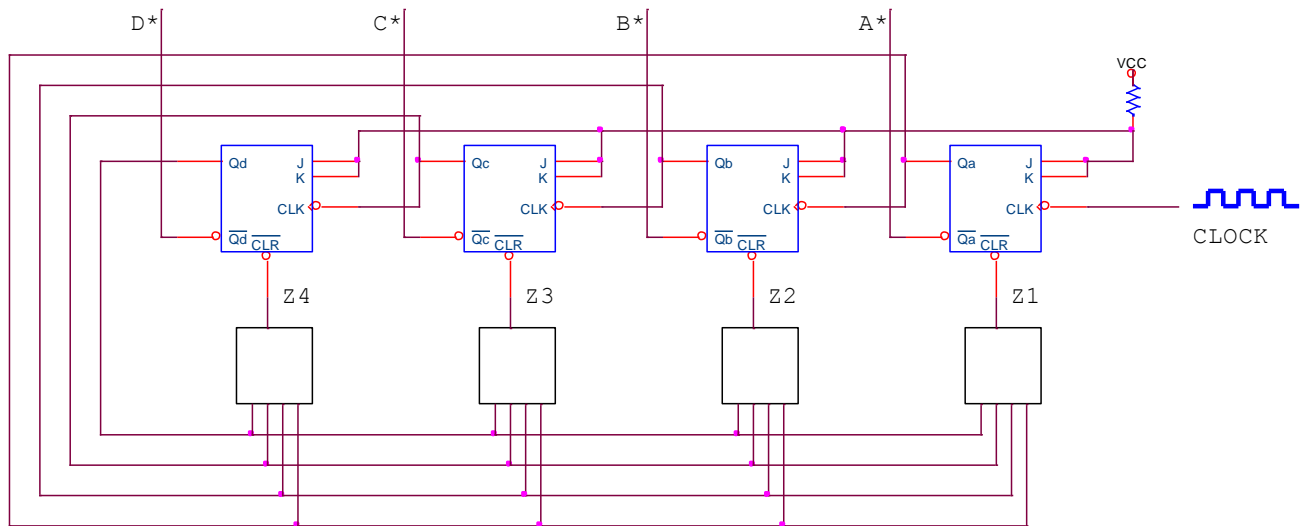 D* C* B* A*
VCC
Qd J Qc J Qb J Qa J
K K K K
CLK CLK CLK CLK
Qd CLR Qc CLR Qb CLR Qa CLR
CLOCK
Z4 Z3 Z2 Z1